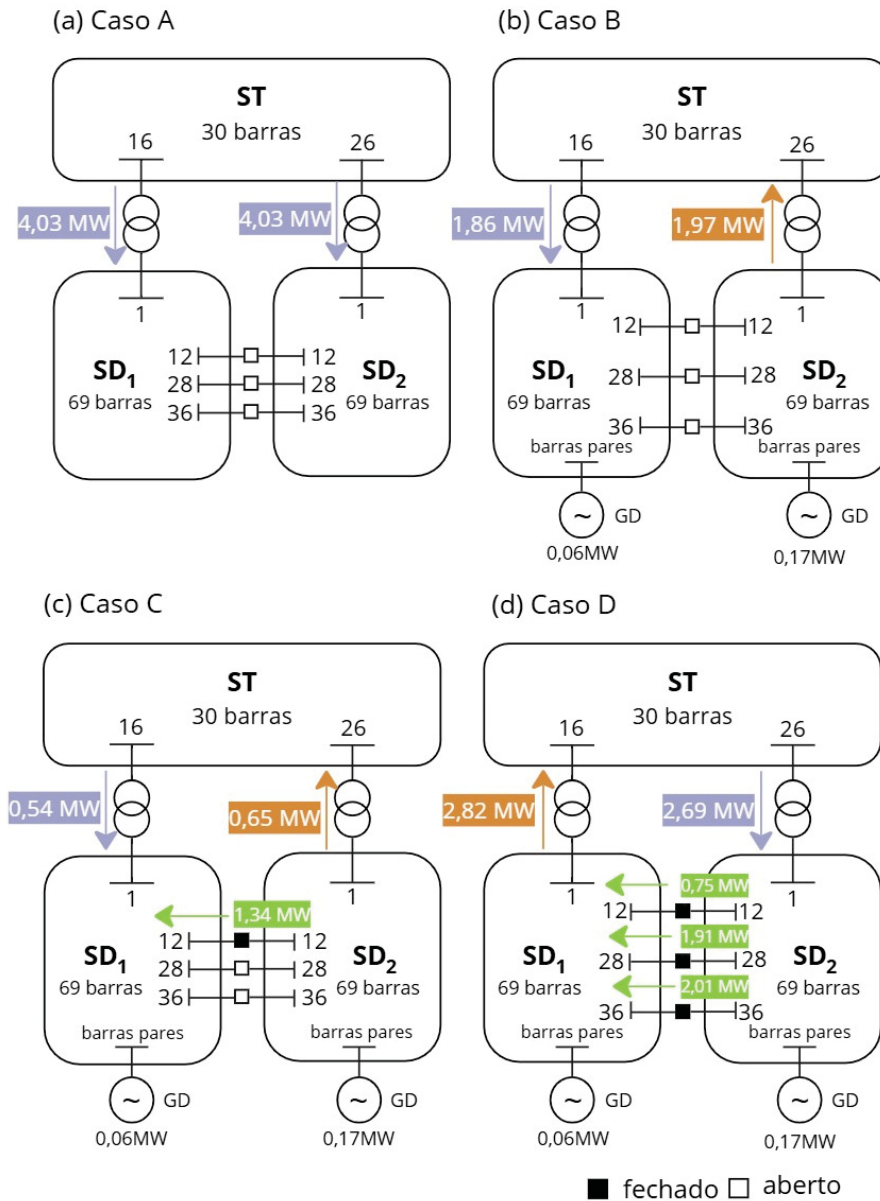 (a) Caso A
ST
30 barras
16
26
4,03 MW
4,03 MW
1
1
SD1
69 barras
SD2
69 barras
12
12
28
28
36
36
(b) Caso B
ST
30 barras
16
26
1,86 MW
1,97 MW
1
1
12
12
SD1
69 barras
SD2
69 barras
28
28
36
36
barras pares
barras pares
~
GD
~
GD
0,06MW
0,17MW
(c) Caso C
ST
30 barras
16
26
0,54 MW
0,65 MW
1
1
1,34 MW
SD1
69 barras
SD2
69 barras
12
12
28
28
36
36
barras pares
barras pares
~
GD
~
GD
0,06MW
0,17MW
(d) Caso D
ST
30 barras
16
26
2,82 MW
2,69 MW
1
1
0,75 MW
12
12
1,91 MW
SD1
69 barras
SD2
69 barras
28
28
2,01 MW
36
36
barras pares
barras pares
~
GD
~
GD
0,06MW
0,17MW
fechado
aberto